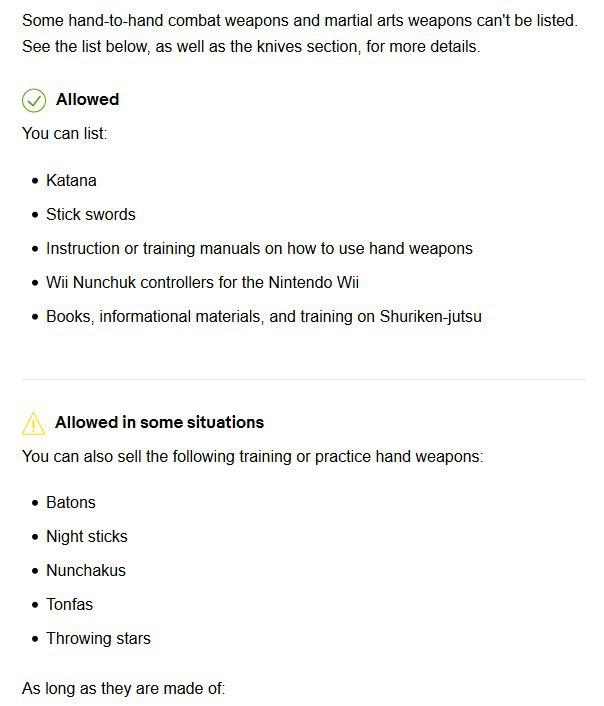 Some hand-to-hand combat weapons and martial arts weapons can't be listed.
See the list below, as well as the knives section, for more details.
Allowed
You can list:
• Katana
• Stick swords
• Instruction or training manuals on how to use hand weapons
• Wii Nunchuk controllers for the Nintendo Wii
• Books, informational materials, and training on Shuriken-jutsu
Allowed in some situations
You can also sell the following training or practice hand weapons:
• Batons
• Night sticks
• Nunchakus
• Tonfas
• Throwing stars
As long as they are made of: